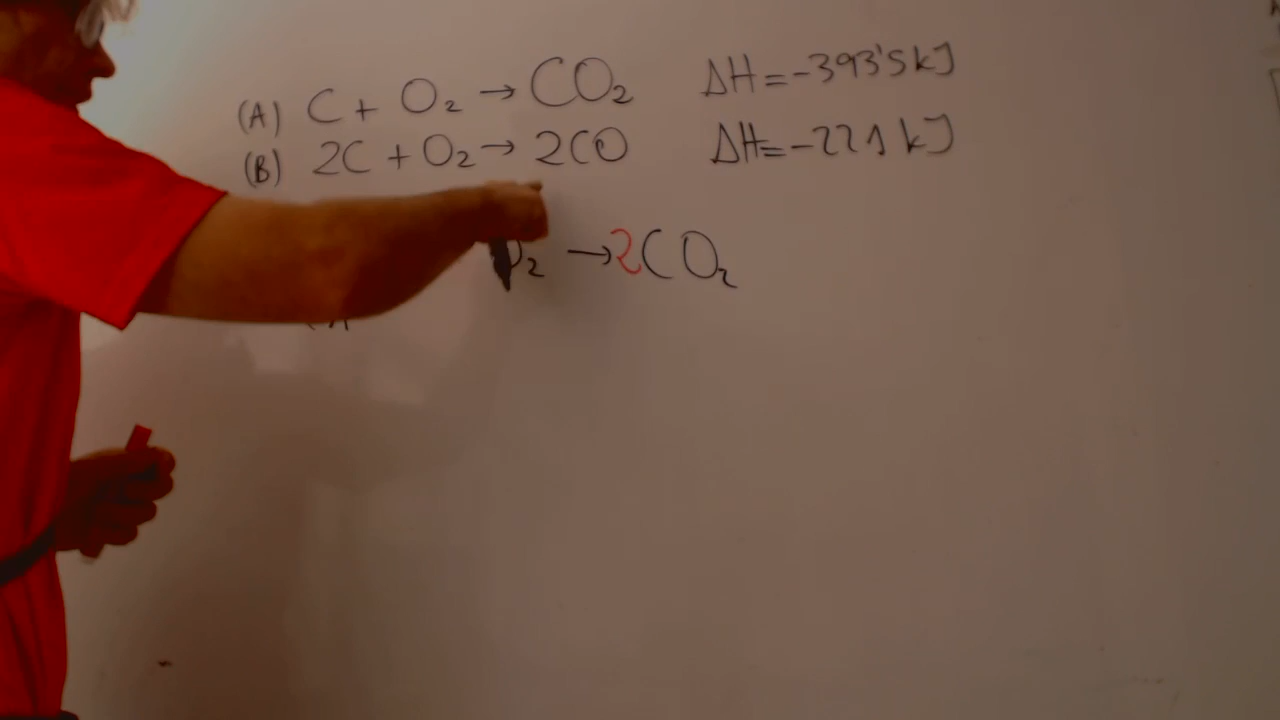 (A) C + O₂ → CO₂ ΔH = -393'5 kJ
(B) 2C + O₂ → 2CO ΔH = -221 kJ
O₂ → 2CO₂